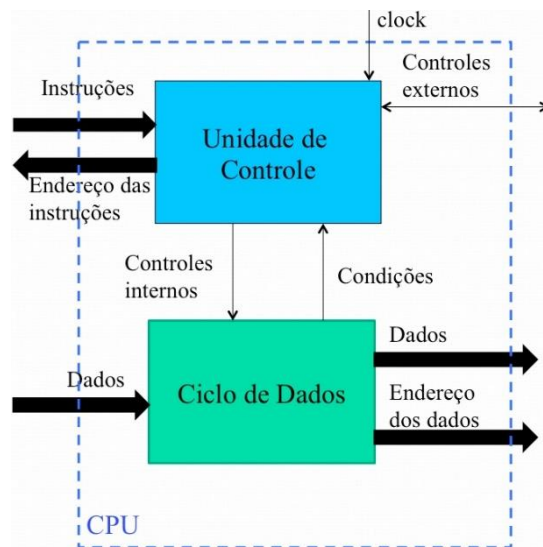 clock
Instruções
Controles
externos
Unidade de
Controle
Endereço das
instruções
Controles
internos
Condições
Dados
Ciclo de Dados
Dados
Endereço
dos dados
CPU